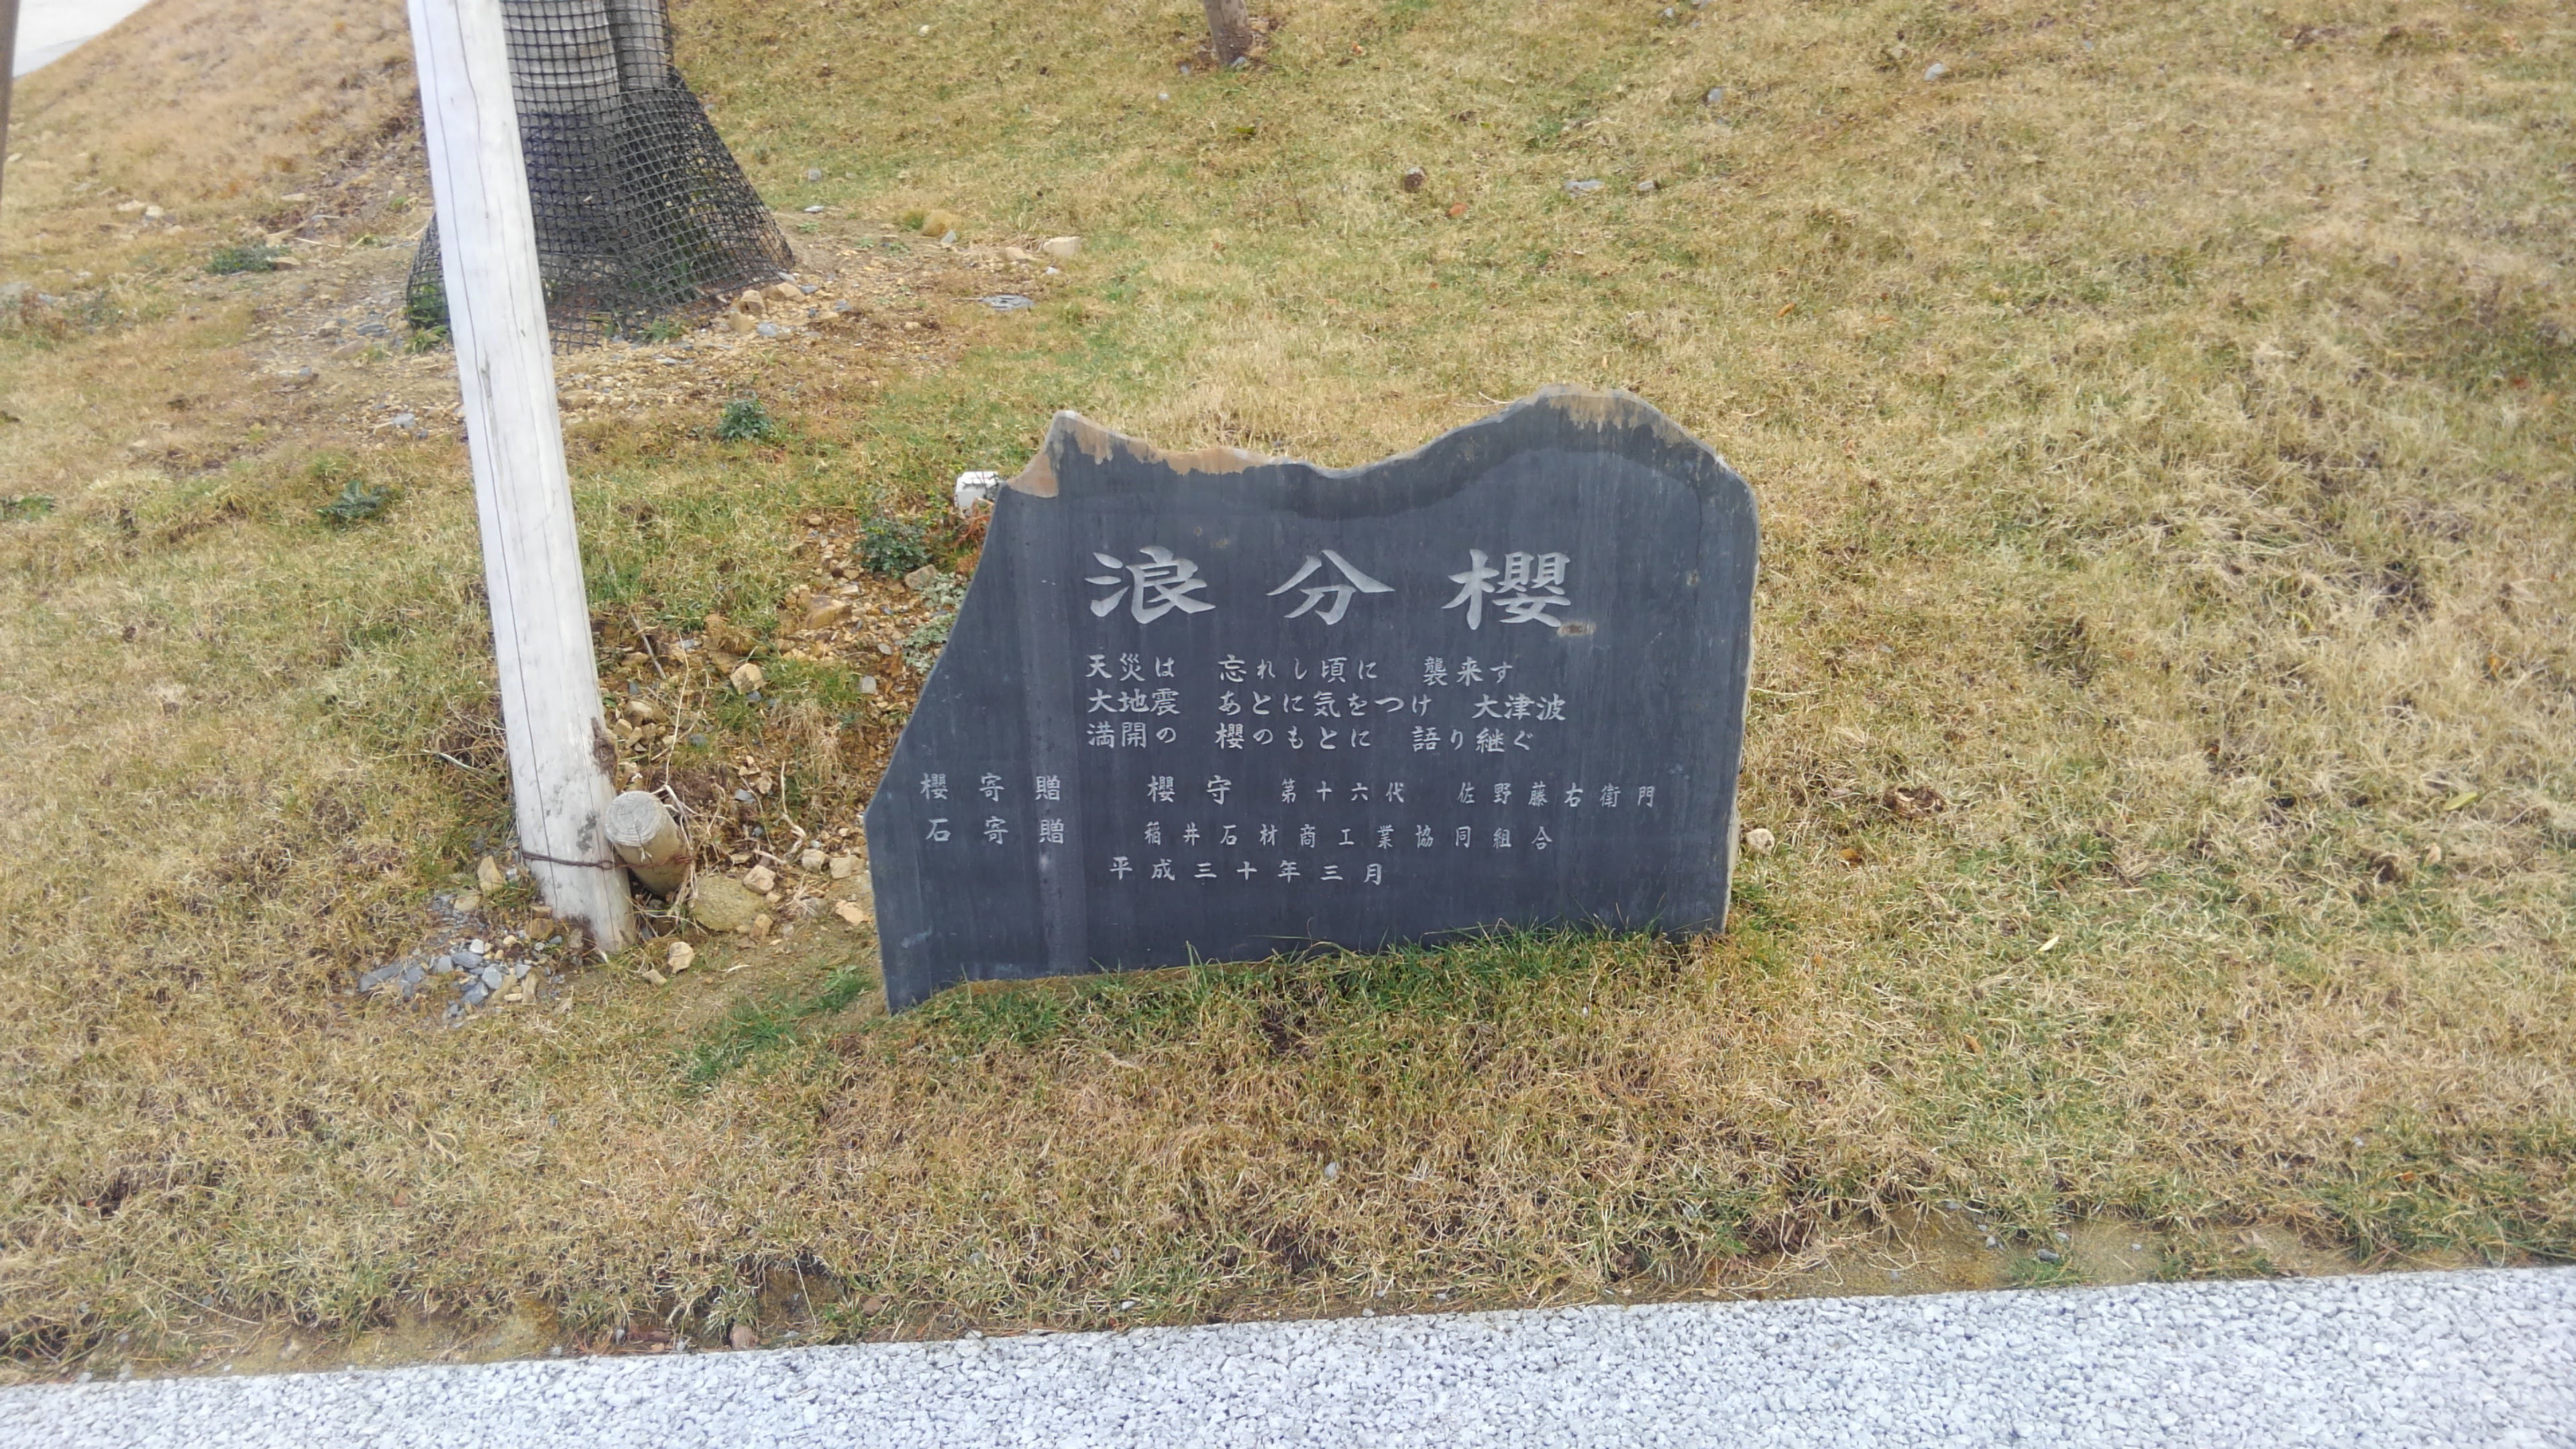 浪分櫻
天災は 忘れし頃に 襲来す
大地震 あとに気をつけ 大津波
満開の 櫻のもとに 語り継ぐ
櫻寄贈 櫻守 第十六代 佐野藤右衛門
石寄贈 稲井石材商工業協同組合
平成三十年三月